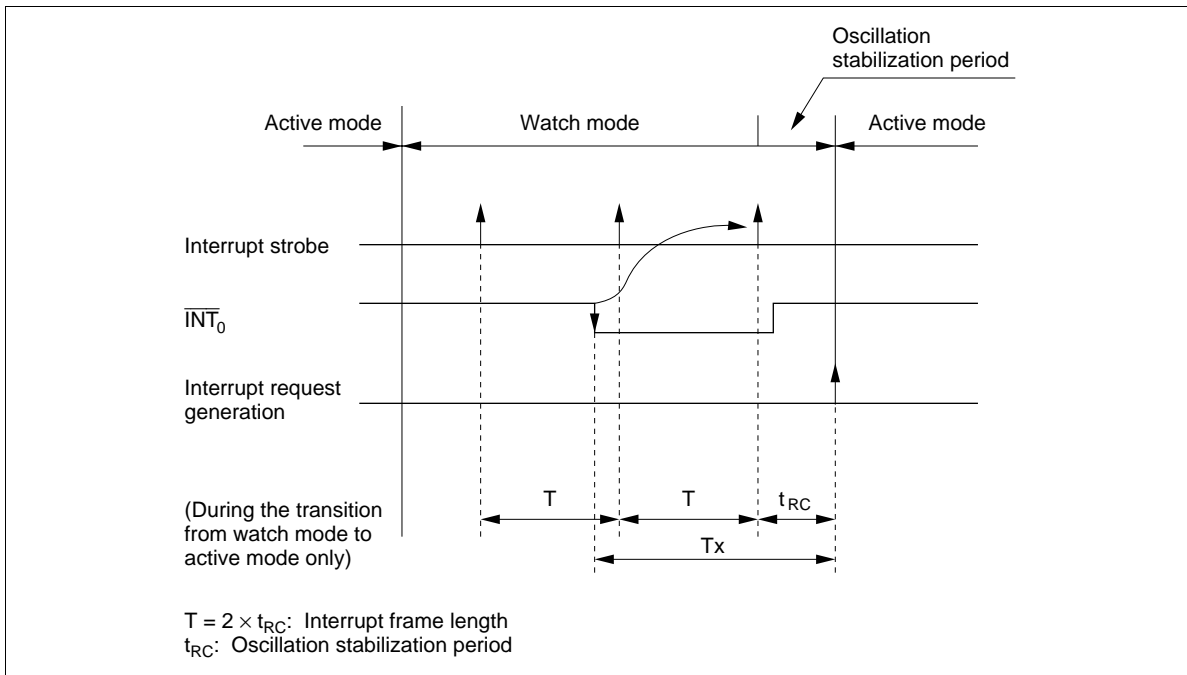 Oscillation
stabilization period
Active mode
Watch mode
Active mode
Interrupt strobe
INT0
Interrupt request
generation
(During the transition
from watch mode to
active mode only)
T
T
tRC
Tx
T = 2 × tRC: Interrupt frame length
tRC: Oscillation stabilization period